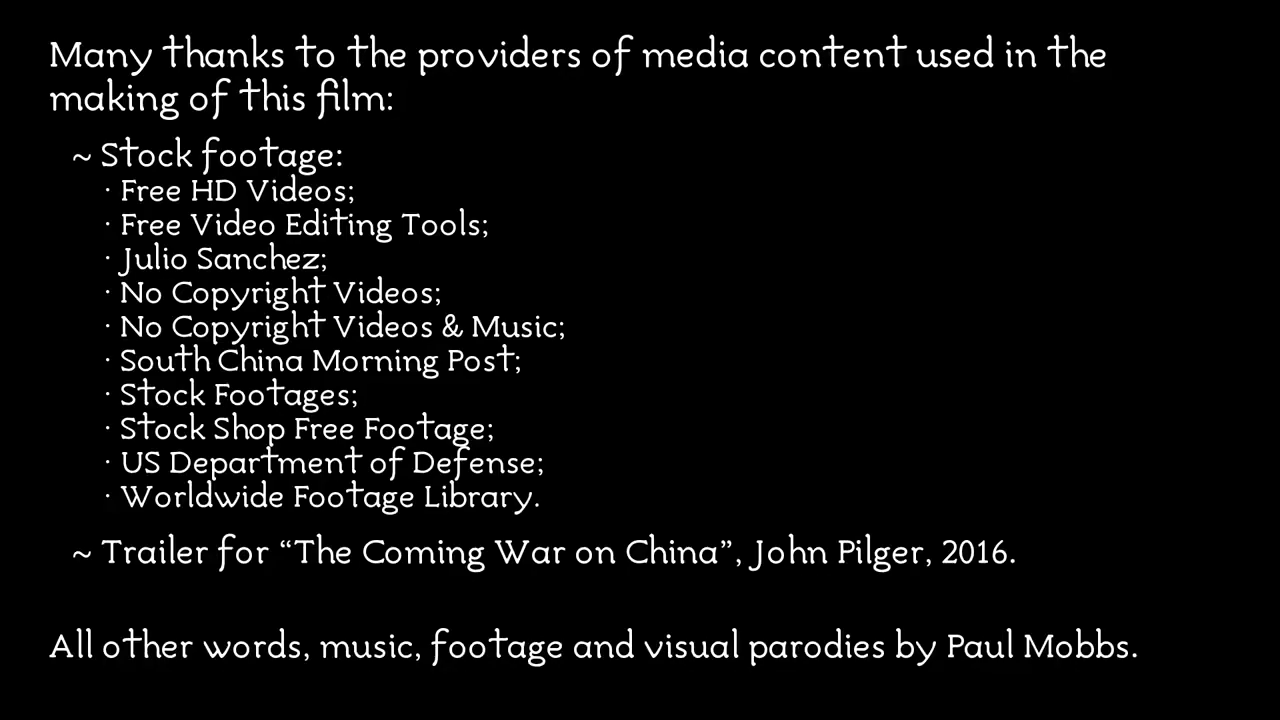 Many thanks to the providers of media content used in the
making of this film:
~ Stock footage:
· Free HD Videos;
· Free Video Editing Tools;
· Julio Sanchez;
· No Copyright Videos;
· No Copyright Videos & Music;
· South China Morning Post;
· Stock Footages;
· Stock Shop Free Footage;
· US Department of Defense;
· Worldwide Footage Library.
~ Trailer for “The Coming War on China”, John Pilger, 2016.
All other words, music, footage and visual parodies by Paul Mobbs.